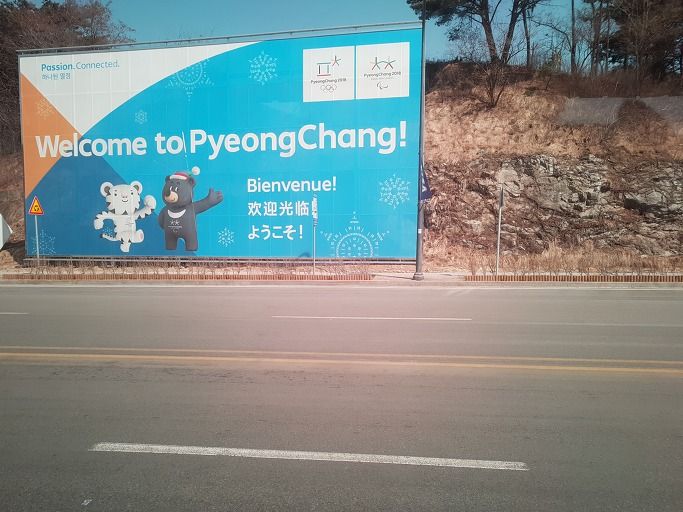 Passion. Connected.
하나된 열정
PyeongChang 2018
PyeongChang 2018
Welcome to PyeongChang!
Bienvenue!
欢迎光临!
ようこそ!